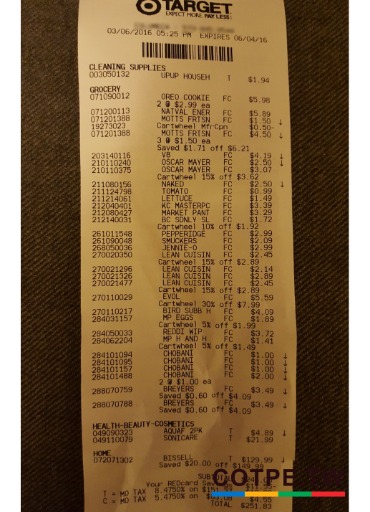 TARGET
EXPECT MORE. PAY LESS.
03/06/2016 05:25 PM EXPIRES 06/04/16
CLEANING SUPPLIES
003050132 UPUP HOUSEH T $1.94
GROCERY
071090012 OREO COOKIE FC $5.98
2 @ $2.99 ea
071200113 NATVAL ENER FC $5.89
071201388 MOTTS FRISN FC $1.50 ↓
19273023 Cartwheel Mfr-Cpn $0.50-
071201388 MOTTS FRISN FC $4.50 ↓
3 @ $1.50 ea
Saved $1.71 off $6.21
203140116 V8 FC $4.19 ↓
210110240 OSCAR MAYER FC $2.50 ↓
210110375 OSCAR MAYER FC $3.07
Cartwheel 15% off $3.62
211080156 NAKED FC $2.50 ↓
211124798 TOMATO FC $0.99
211214061 LETTUCE FC $1.49
212040401 KC MASTERPC FC $3.39
212080427 MARKET PANT FC $3.29
212140031 BC SDNLY SL FC $1.72
Cartwheel 10% off $1.92
261011548 PEPPERIDGE FC $2.99
261090048 SMUCKERS FC $2.09
268050036 JENNIE-O FC $2.99
270020350 LEAN CUISIN FC $2.45
Cartwheel 15% off $2.89
270021296 LEAN CUISIN FC $2.14
270021326 LEAN CUISIN FC $2.89
270021477 LEAN CUISIN FC $2.45
Cartwheel 15% off $2.89
270110029 EVOL FC $5.59
Cartwheel 30% off $7.99
270110217 BIRD SUBB H FC $4.09
284031157 MP EGGS FC $1.89
Cartwheel 5% off $1.99
284050033 REDDI WIP FC $3.72
284062204 MP H AND H FC $1.41
Cartwheel 5% off $1.49
284101094 CHOBANI FC $1.00 ↓
284101095 CHOBANI FC $1.00 ↓
284101157 CHOBANI FC $1.00 ↓
284101488 CHOBANI FC $2.00 ↓
2 @ $1.00 ea
288070759 BREYERS FC $3.49 ↓
Saved $0.60 off $4.09
288070788 BREYERS FC $3.49 ↓
Saved $0.60 off $4.09
HEALTH-BEAUTY-COSMETICS
049090323 AQUAF 2PK T $4.89 ↓
049110079 SONICARE T $21.99
HOME
072071302 BISSELL T $129.99 ↓
Saved $20.00 off
Your REDcard
T = MD TAX 8.4750% on
C = MD TAX 5.4750% on $4.55
TOTAL $251.83
COTPE